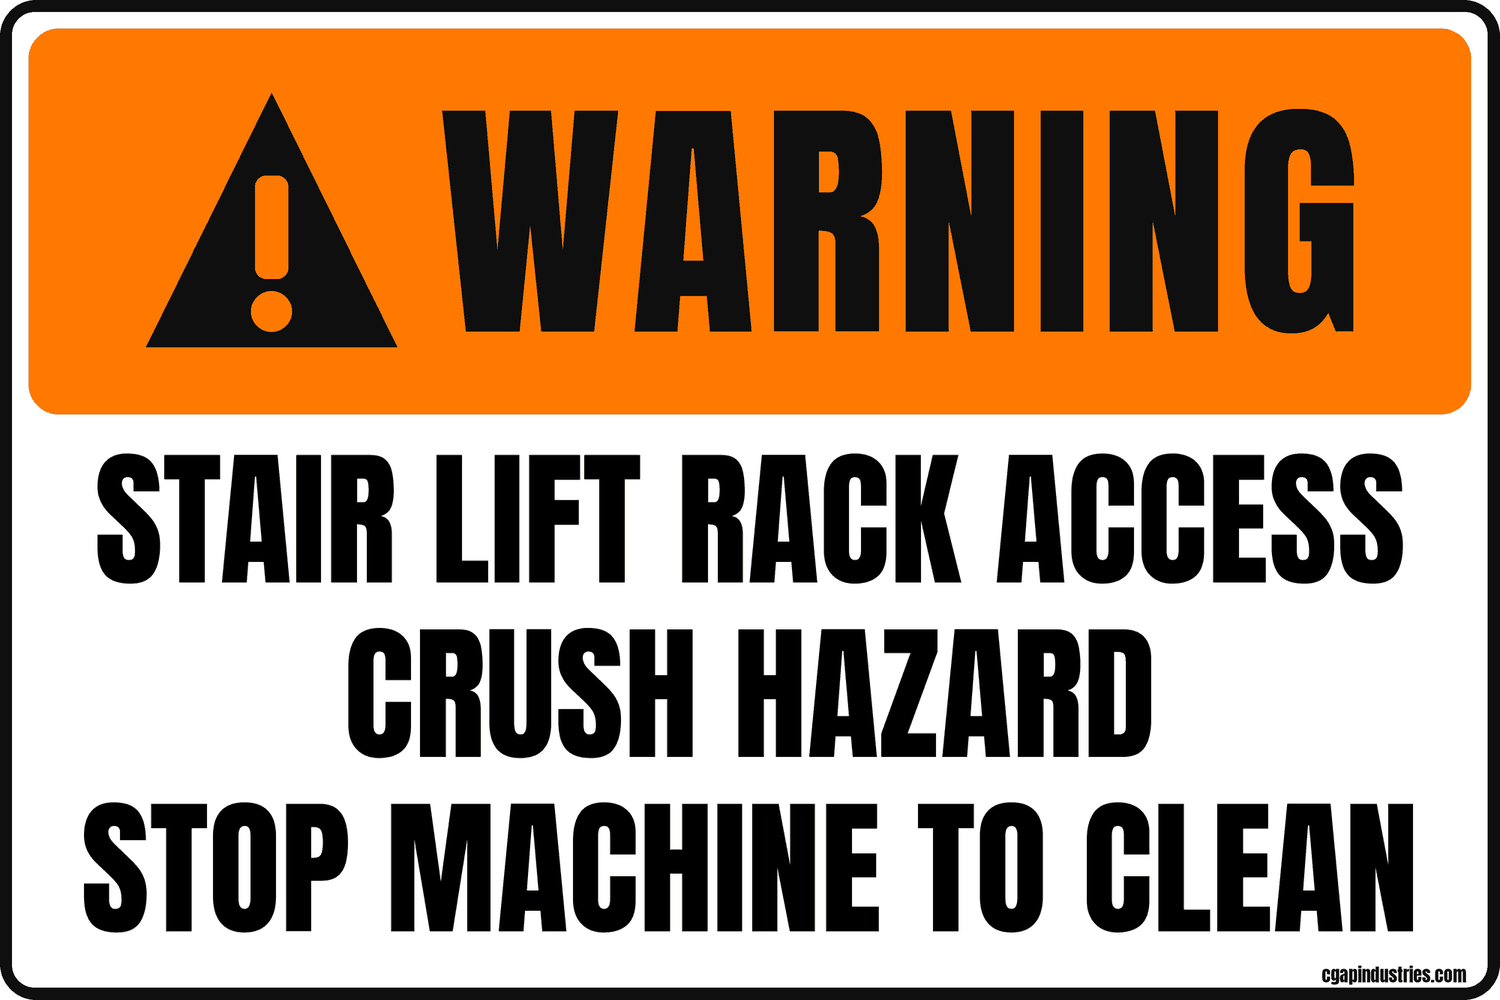 WARNING
STAIR LIFT RACK ACCESS
CRUSH HAZARD
STOP MACHINE TO CLEAN
cgapindustries.com